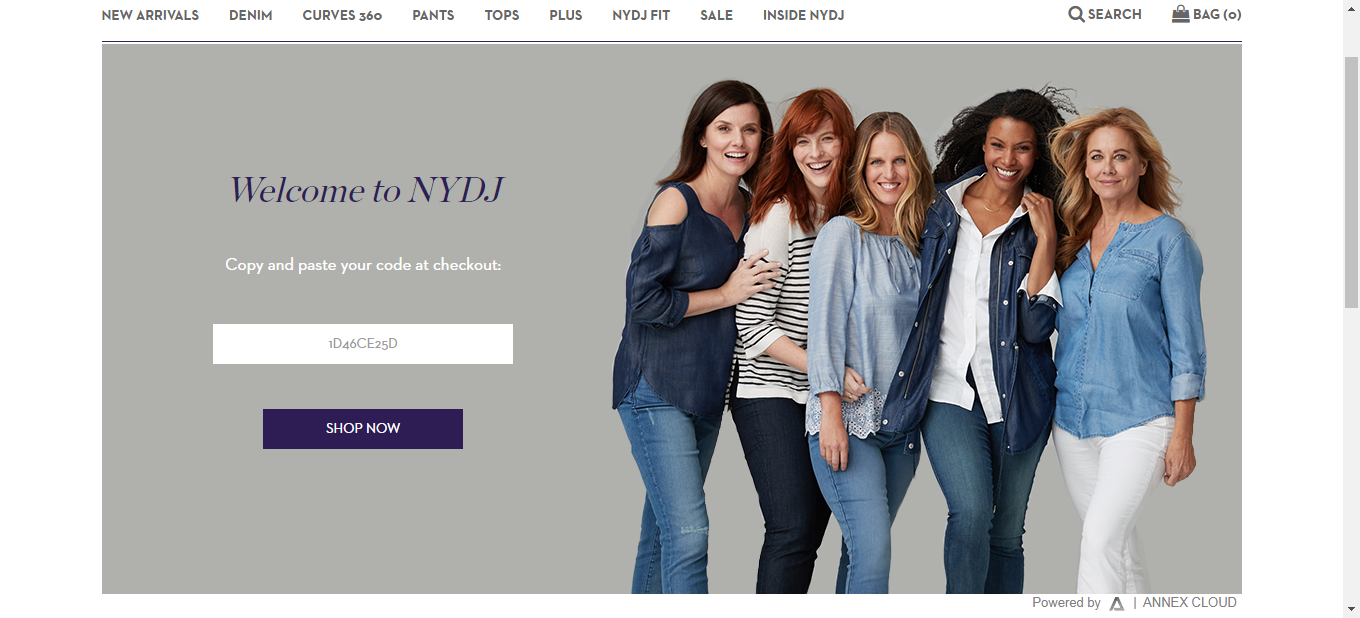 NEW ARRIVALS DENIM CURVES 360 PANTS TOPS PLUS NYDJ FIT SALE INSIDE NYDJ SEARCH BAG (0)
Welcome to NYDJ
Copy and paste your code at checkout:
1D46CE25D
SHOP NOW
Powered by | ANNEX CLOUD